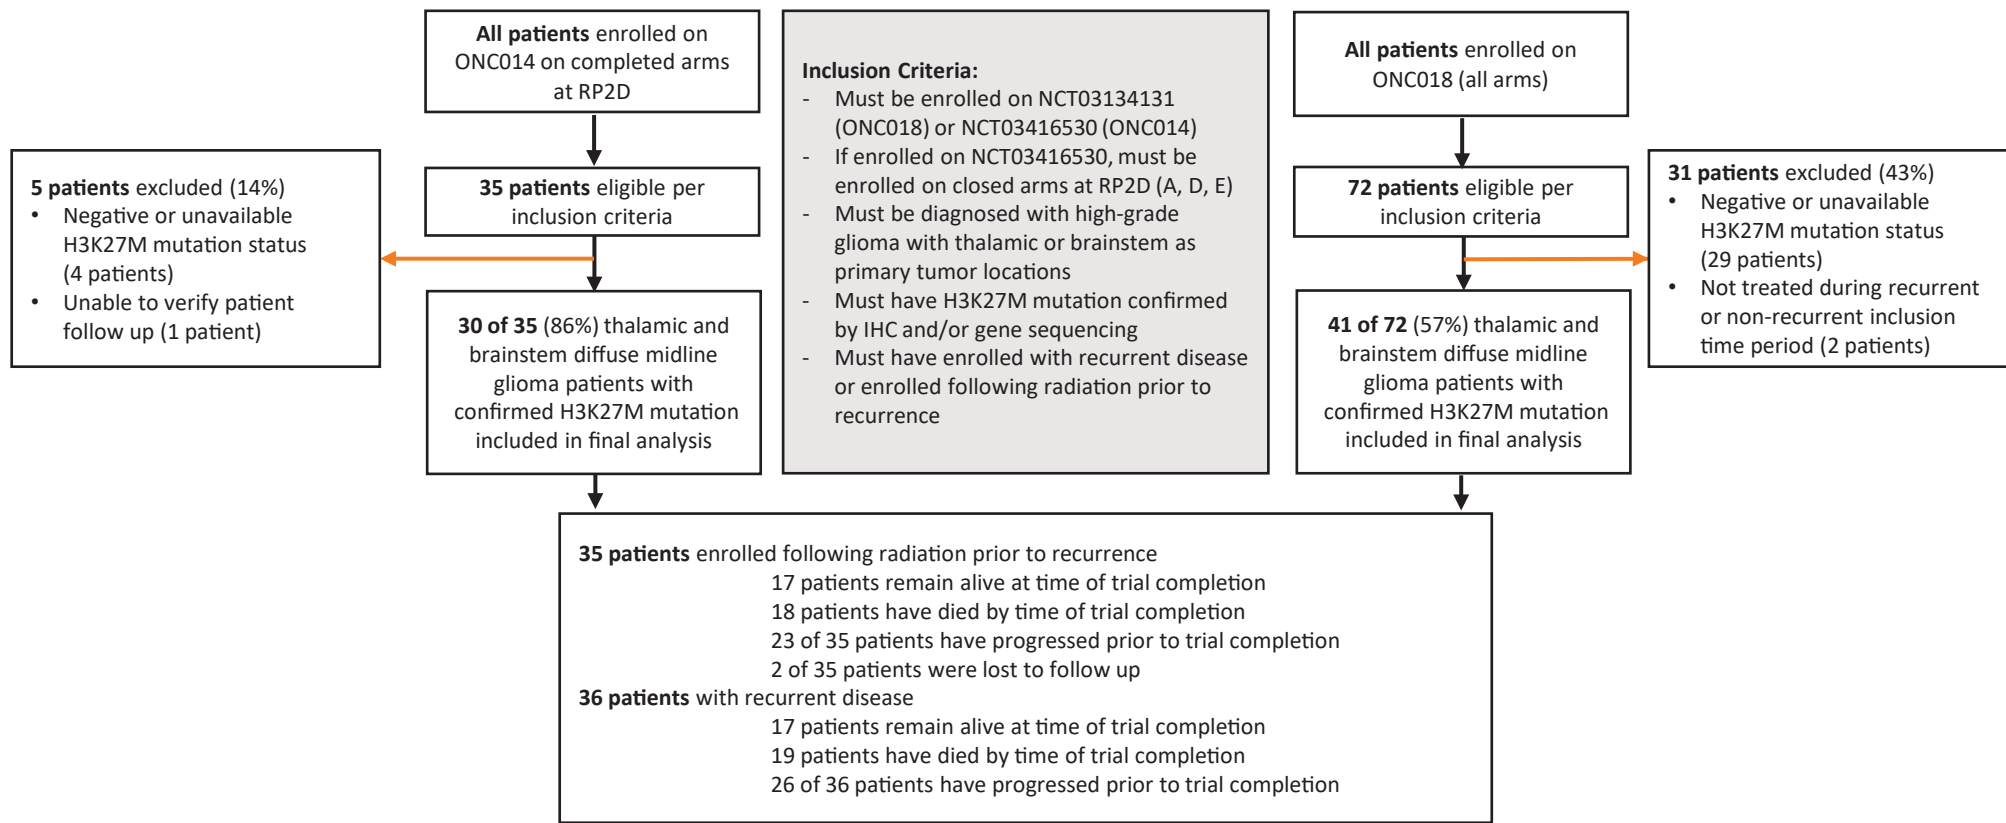 All patients enrolled on
ONC014 on completed arms
at RP2D
5 patients excluded (14%)
• Negative or unavailable
H3K27M mutation status
(4 patients)
• Unable to verify patient
follow up (1 patient)
35 patients eligible per
inclusion criteria
30 of 35 (86%) thalamic and
brainstem diffuse midline
glioma patients with
confirmed H3K27M mutation
included in final analysis
Inclusion Criteria:
- Must be enrolled on NCT03134131
(ONC018) or NCT03416530 (ONC014)
- If enrolled on NCT03416530, must be
enrolled on closed arms at RP2D (A, D, E)
- Must be diagnosed with high-grade
glioma with thalamic or brainstem as
primary tumor locations
- Must have H3K27M mutation confirmed
by IHC and/or gene sequencing
- Must have enrolled with recurrent disease
or enrolled following radiation prior to
recurrence
All patients enrolled on
ONC018 (all arms)
72 patients eligible per
inclusion criteria
31 patients excluded (43%)
• Negative or unavailable
H3K27M mutation status
(29 patients)
• Not treated during recurrent
or non-recurrent inclusion
time period (2 patients)
41 of 72 (57%) thalamic and
brainstem diffuse midline
glioma patients with
confirmed H3K27M mutation
included in final analysis
35 patients enrolled following radiation prior to recurrence
17 patients remain alive at time of trial completion
18 patients have died by time of trial completion
23 of 35 patients have progressed prior to trial completion
2 of 35 patients were lost to follow up
36 patients with recurrent disease
17 patients remain alive at time of trial completion
19 patients have died by time of trial completion
26 of 36 patients have progressed prior to trial completion